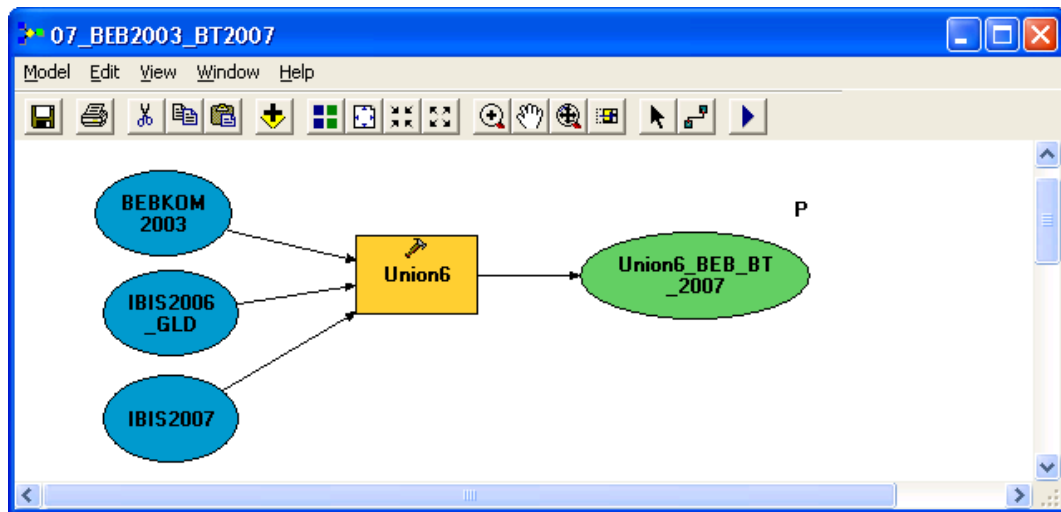 07_BEB2003_BT2007
Model Edit View Window Help
BEBKOM
2003
P
Union6
Union6_BEB_BT
_2007
IBIS2006
_GLD
IBIS2007